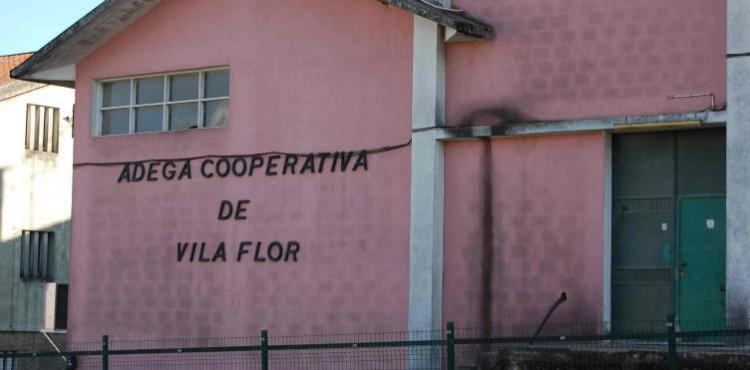 ADEGA COOPERATIVA
DE
VILA FLOR